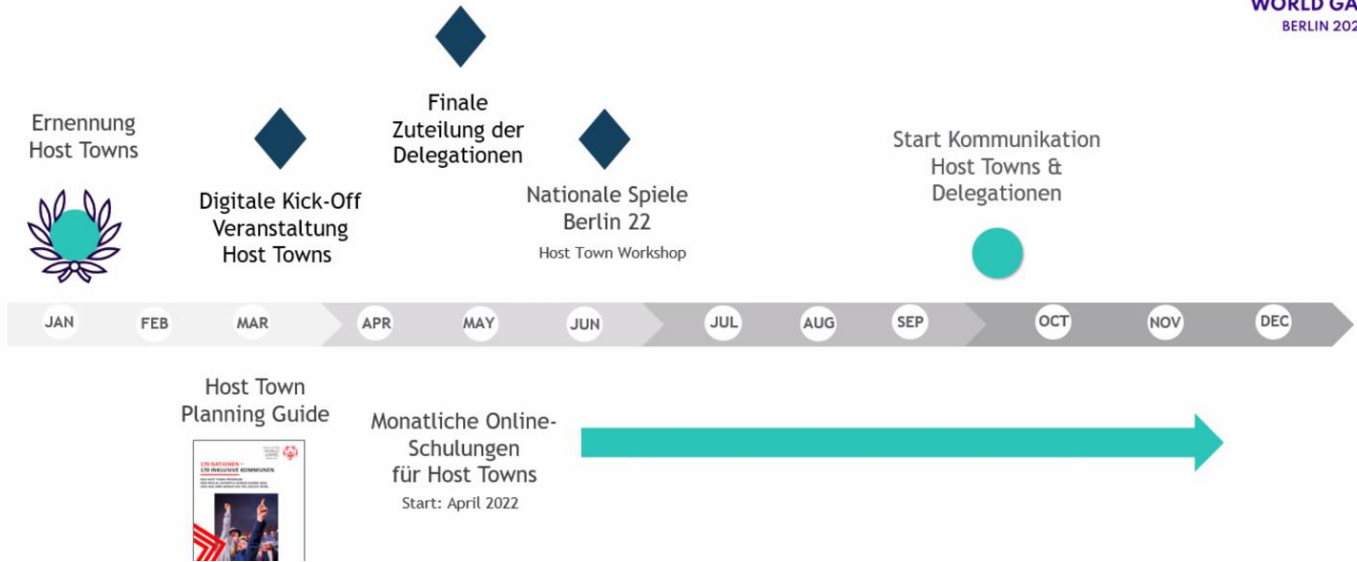 WORLD GA
BERLIN 202
Ernennung
Host Towns
Digitale Kick-Off
Veranstaltung
Host Towns
Finale
Zuteilung der
Delegationen
Nationale Spiele
Berlin 22
Host Town Workshop
Start Kommunikation
Host Towns &
Delegationen
JAN FEB MAR APR MAY JUN JUL AUG SEP OCT NOV DEC
Host Town
Planning Guide
170 NATIONEN –
170 INKLUSIVE KOMMUNEN
Monatliche Online-
Schulungen
für Host Towns
Start: April 2022